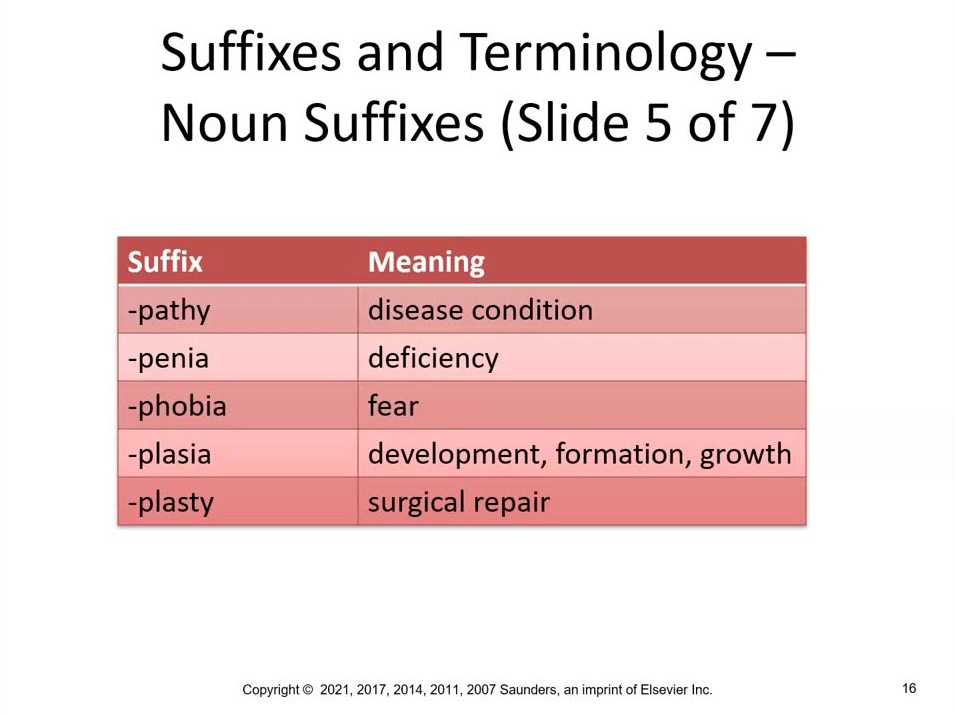 Suffixes and Terminology –
Noun Suffixes (Slide 5 of 7)
Suffix Meaning
-pathy disease condition
-penia deficiency
-phobia fear
-plasia development, formation, growth
-plasty surgical repair
Copyright © 2021, 2017, 2014, 2011, 2007 Saunders, an imprint of Elsevier Inc. 16